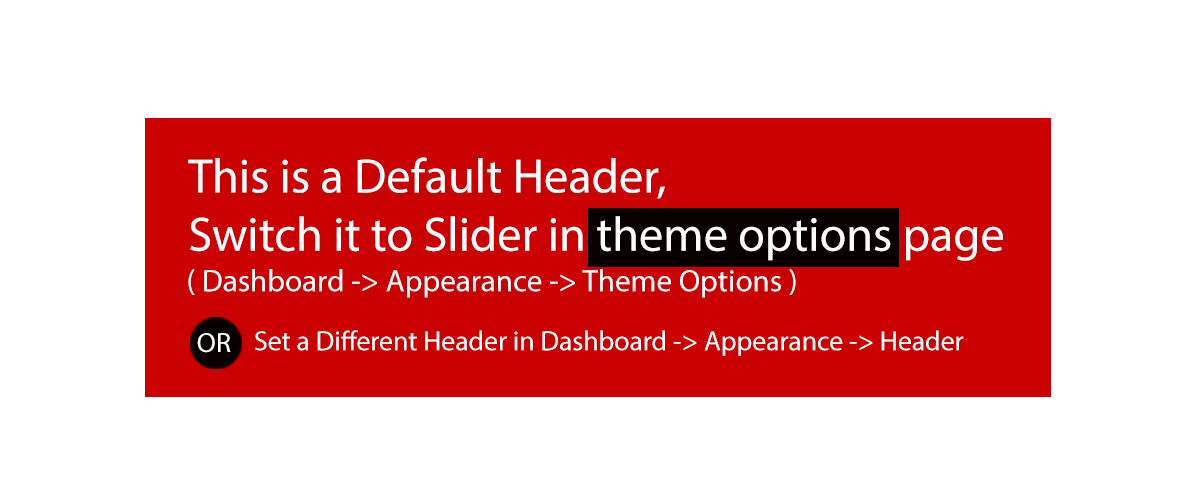 This is a Default Header,
Switch it to Slider in theme options page
( Dashboard -> Appearance -> Theme Options )
OR Set a Different Header in Dashboard -> Appearance -> Header